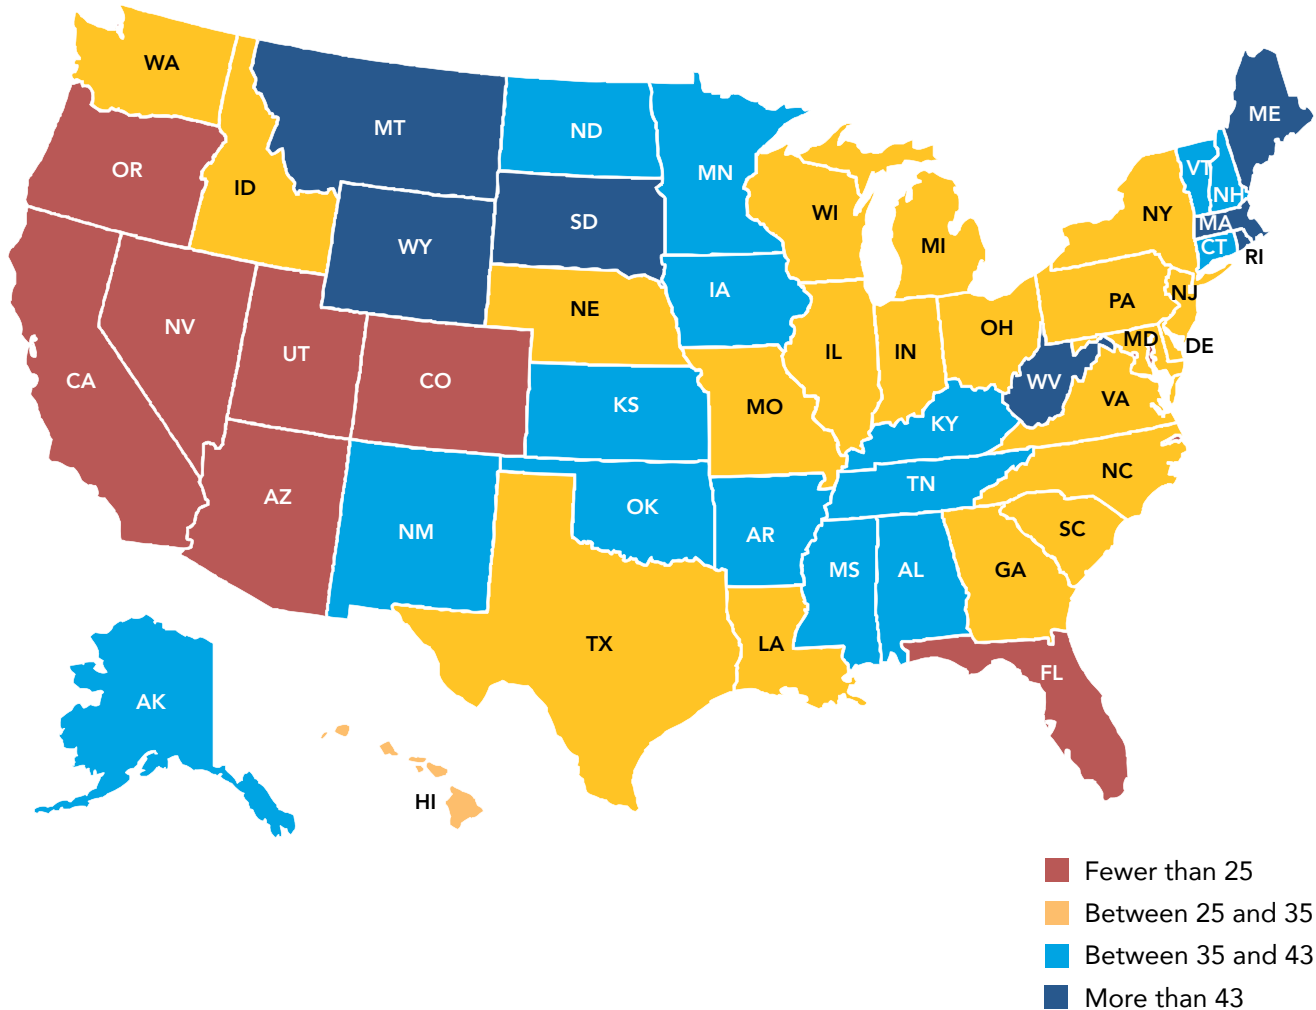 WA
MT
ND
MN
ME
OR
ID
WY
SD
WI
MI
NY
VT
NH
MA
CT
RI
NV
UT
CO
CA
NE
IA
IL
IN
OH
PA
NJ
MD
DE
WV
VA
KS
MO
KY
AZ
NM
OK
AR
TN
NC
SC
MS
AL
GA
TX
LA
FL
AK
HI
Fewer than 25
Between 25 and 35
Between 35 and 43
More than 43